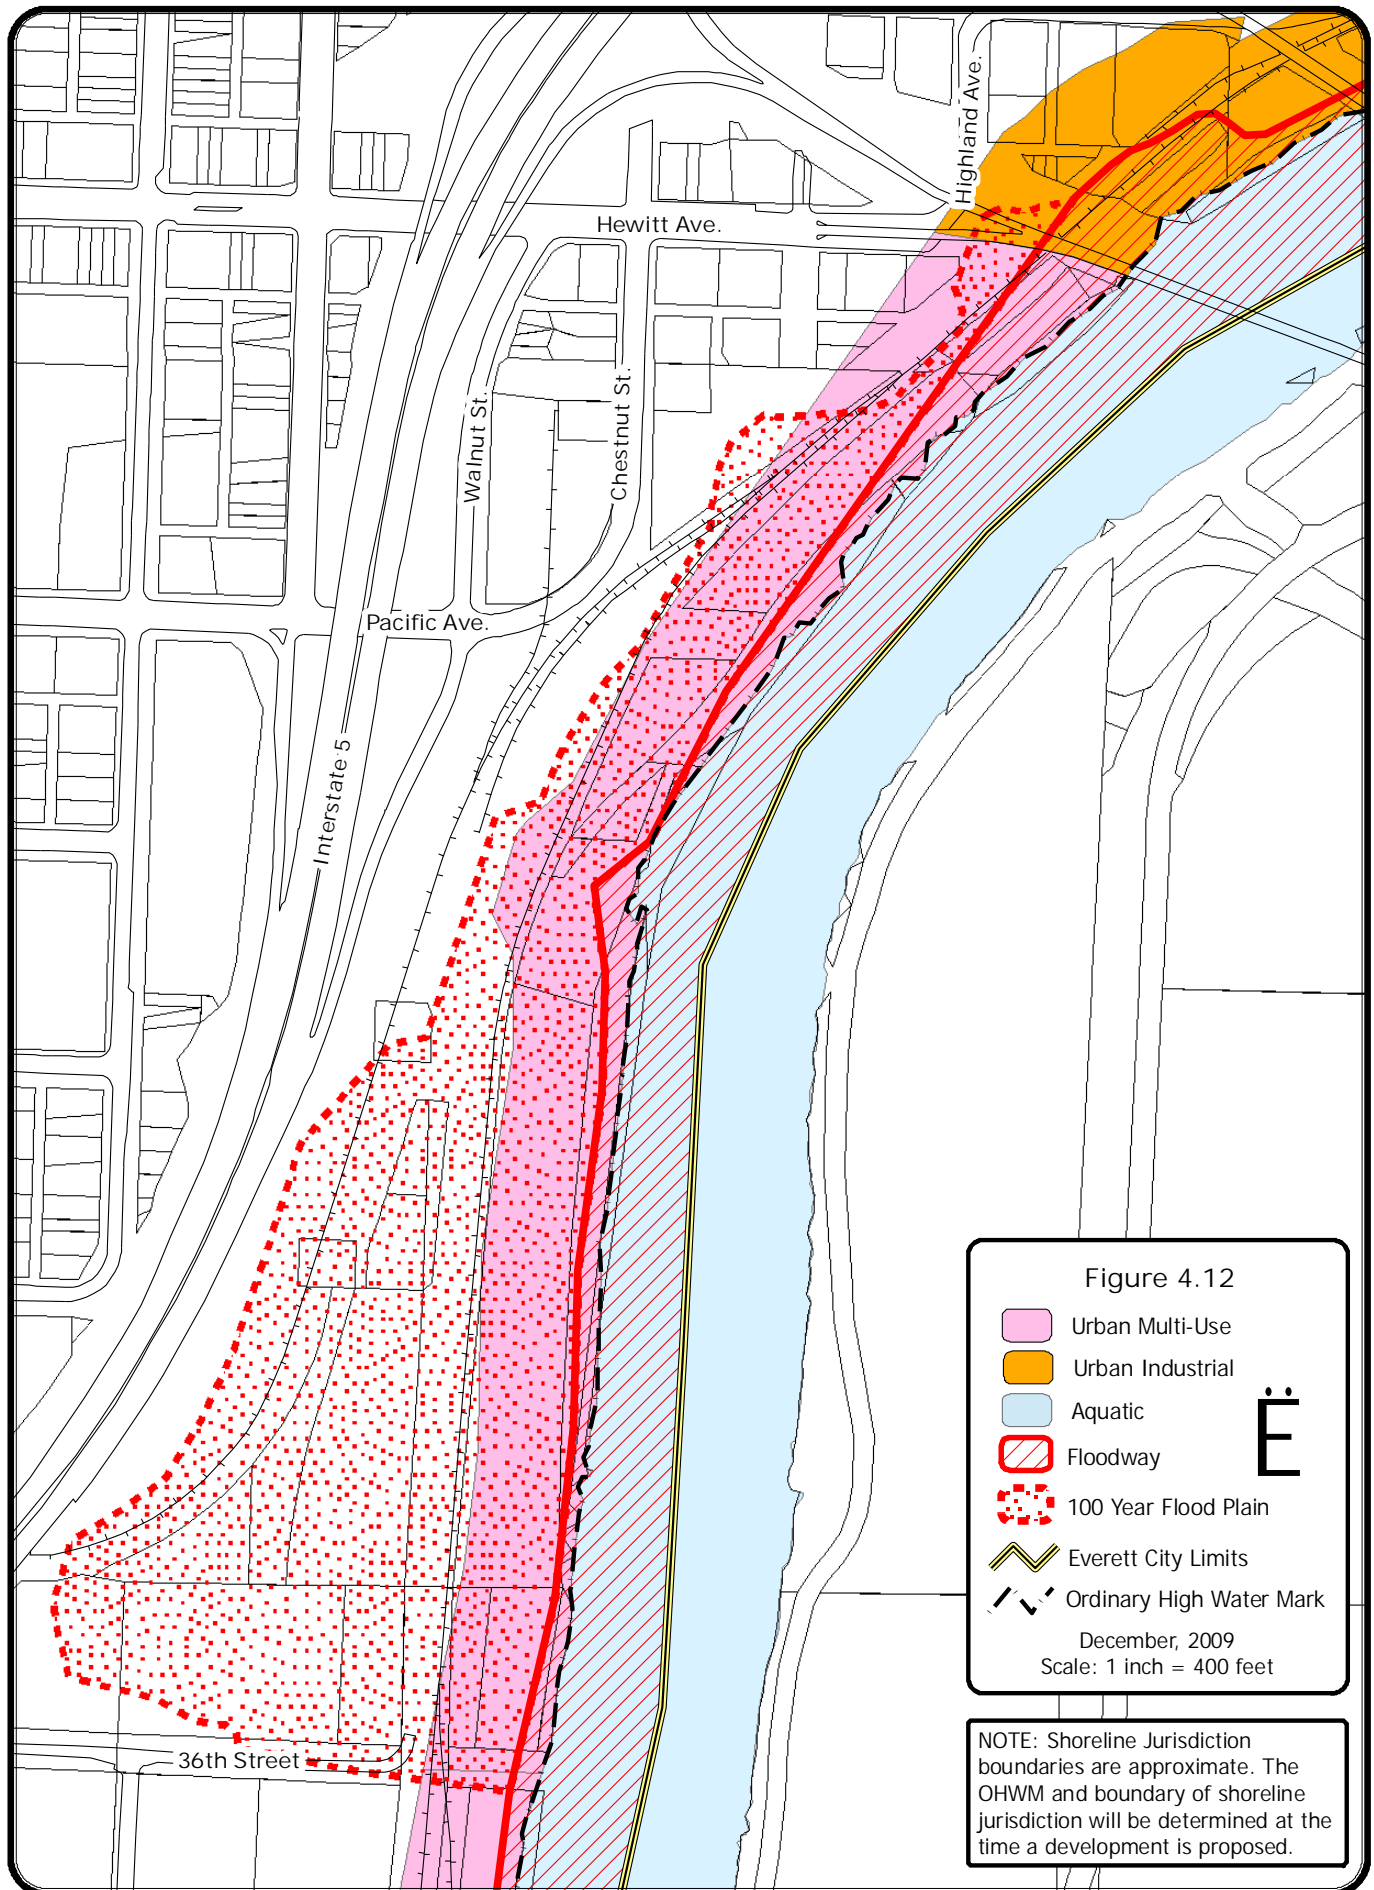 Highland Ave.
Hewitt Ave.
Walnut St.
Chestnut St.
Pacific Ave.
Interstate 5
36th Street
Figure 4.12
Urban Multi-Use
Urban Industrial
Aquatic
Floodway
Ë
100 Year Flood Plain
Everett City Limits
Ordinary High Water Mark
December, 2009
Scale: 1 inch = 400 feet
NOTE: Shoreline Jurisdiction
boundaries are approximate. The
OHWM and boundary of shoreline
jurisdiction will be determined at the
time a development is proposed.